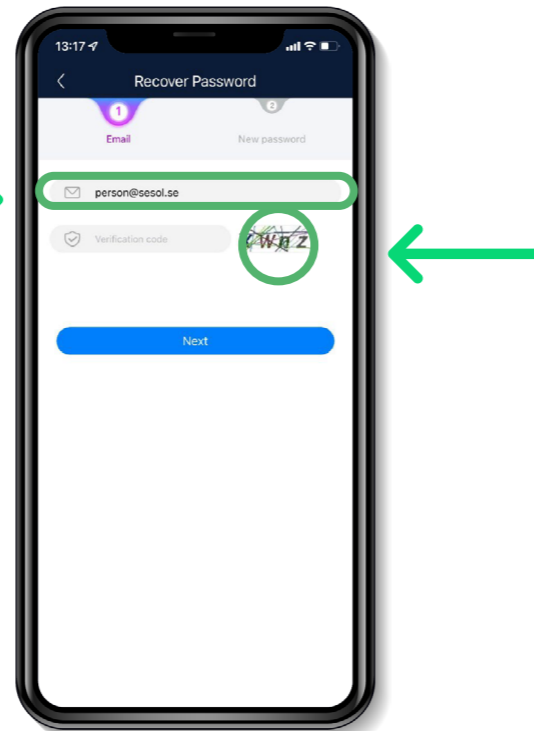 13:17
Recover Password
1
2
Email
New password
person@sesol.se
Verification code
Next